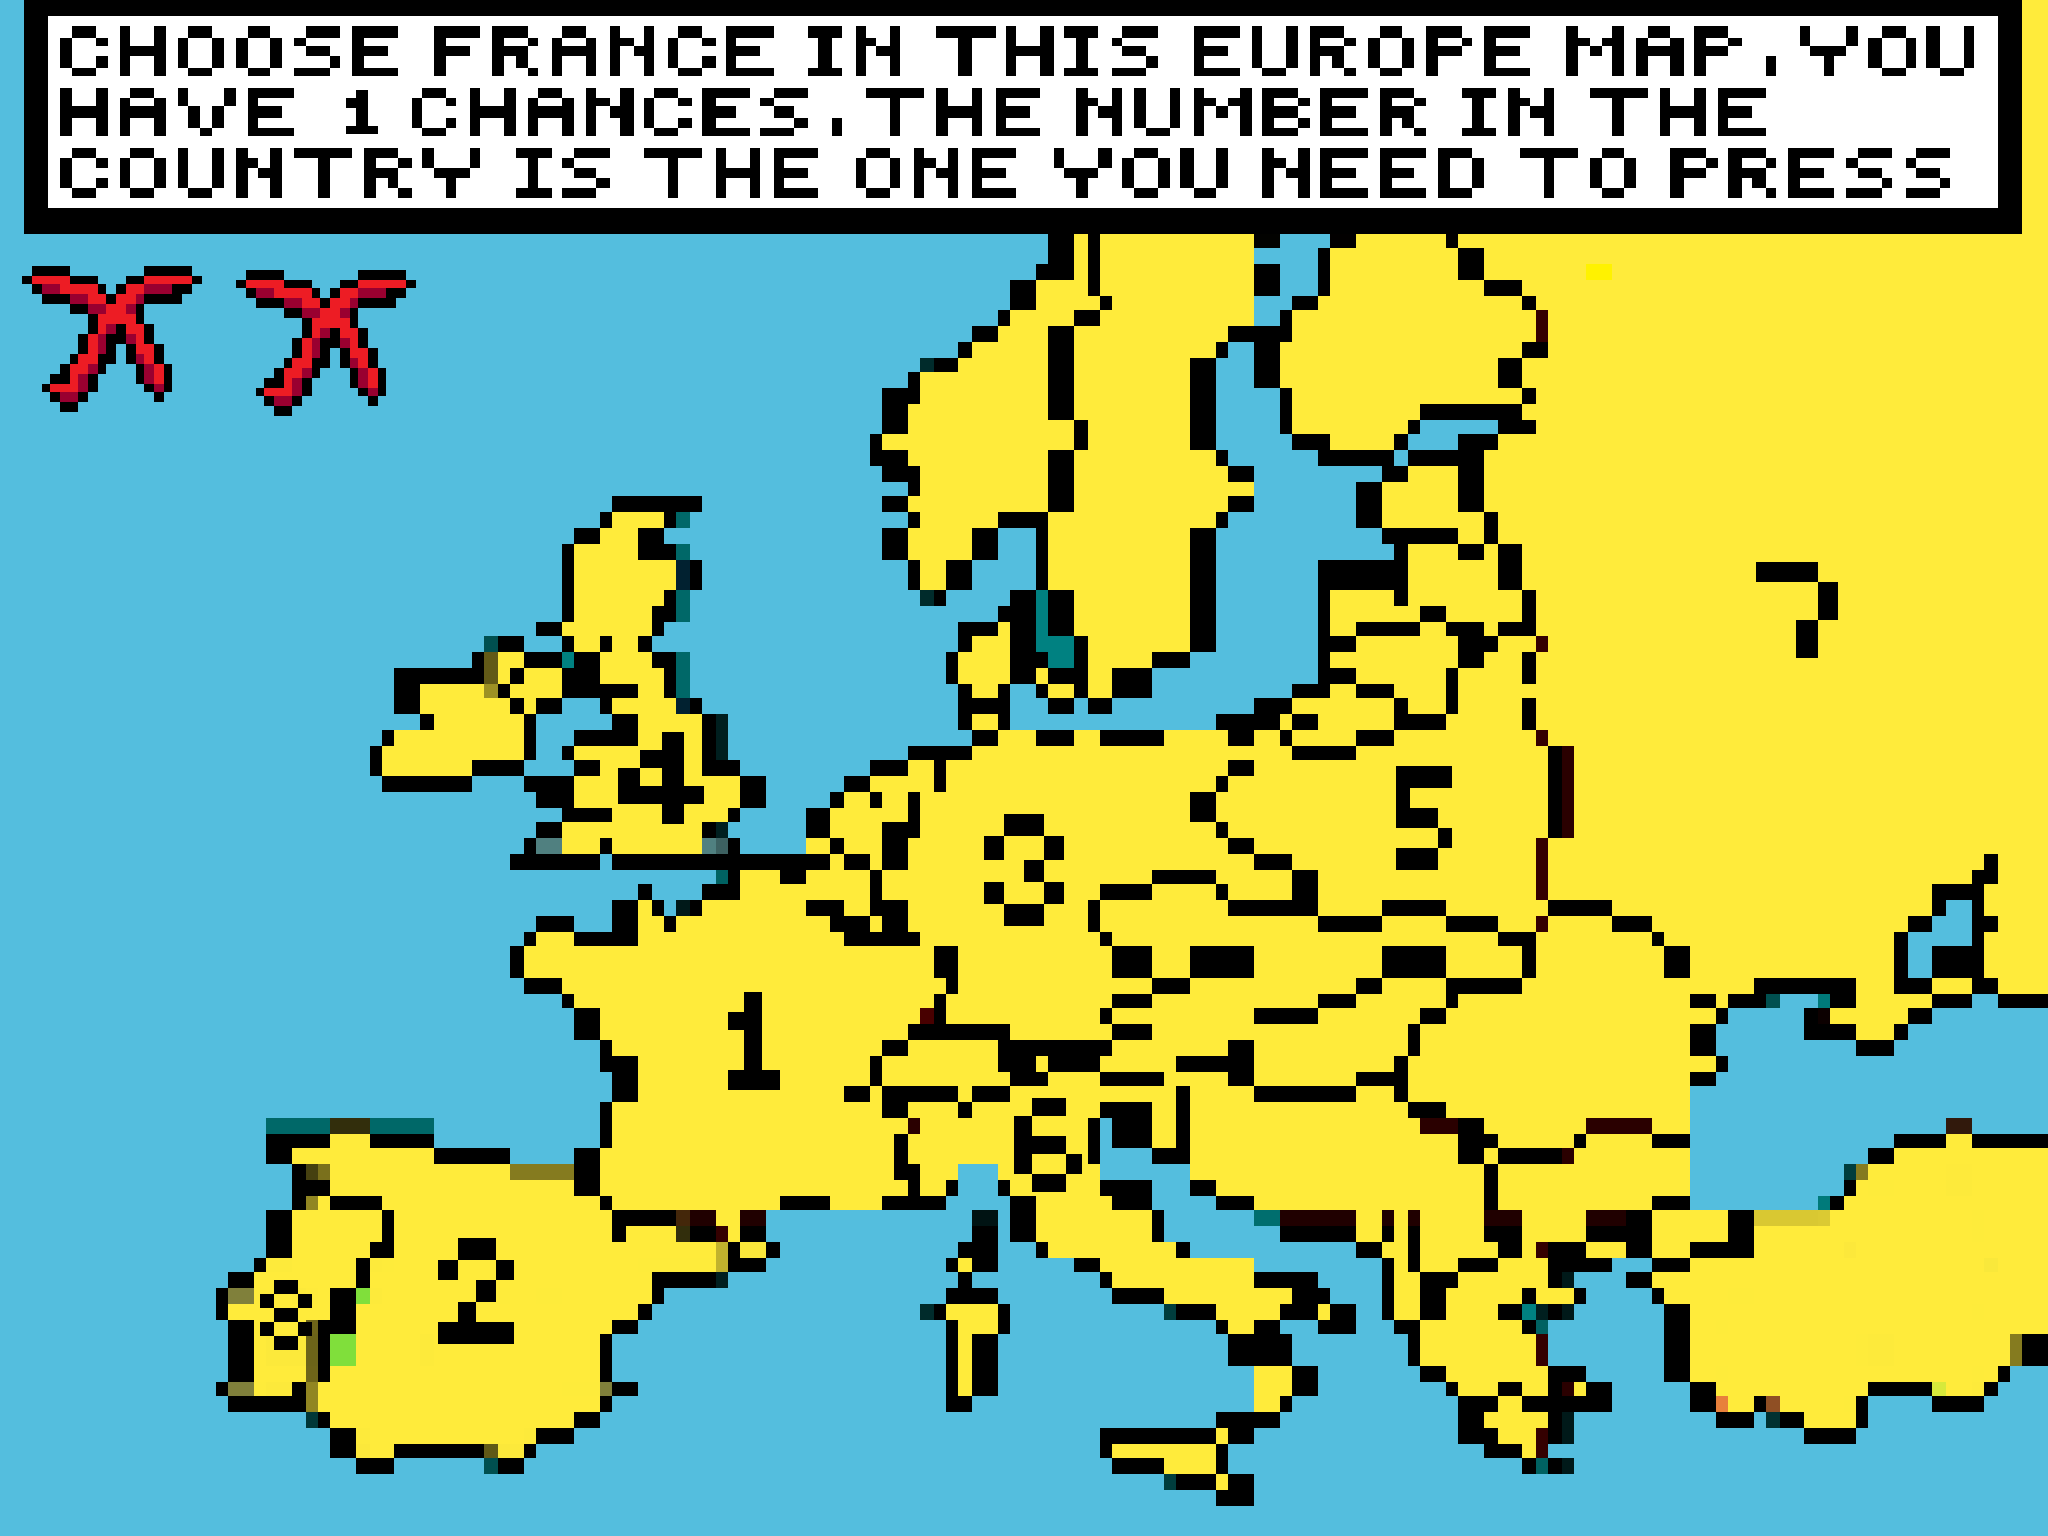 CHOOSE FRANCE IN THIS EUROPE MAP.YOU
HAVE 1 CHANCES.THE NUMBER IN THE
COUNTRY IS THE ONE YOU NEED TO PRESS
7
4
5
3
1
6
2
8